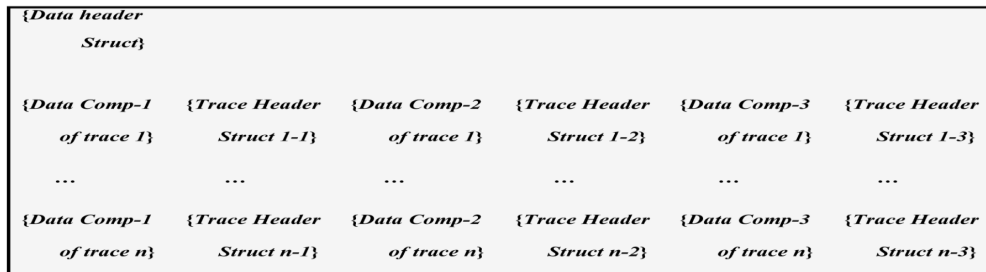 {Data header
Struct}
{Data Comp-1 {Trace Header {Data Comp-2 {Trace Header {Data Comp-3 {Trace Header
of trace 1} Struct 1-1} of trace 1} Struct 1-2} of trace 1} Struct 1-3}
... ... ... ... ... ...
{Data Comp-1 {Trace Header {Data Comp-2 {Trace Header {Data Comp-3 {Trace Header
of trace n} Struct n-1} of trace n} Struct n-2} of trace n} Struct n-3}